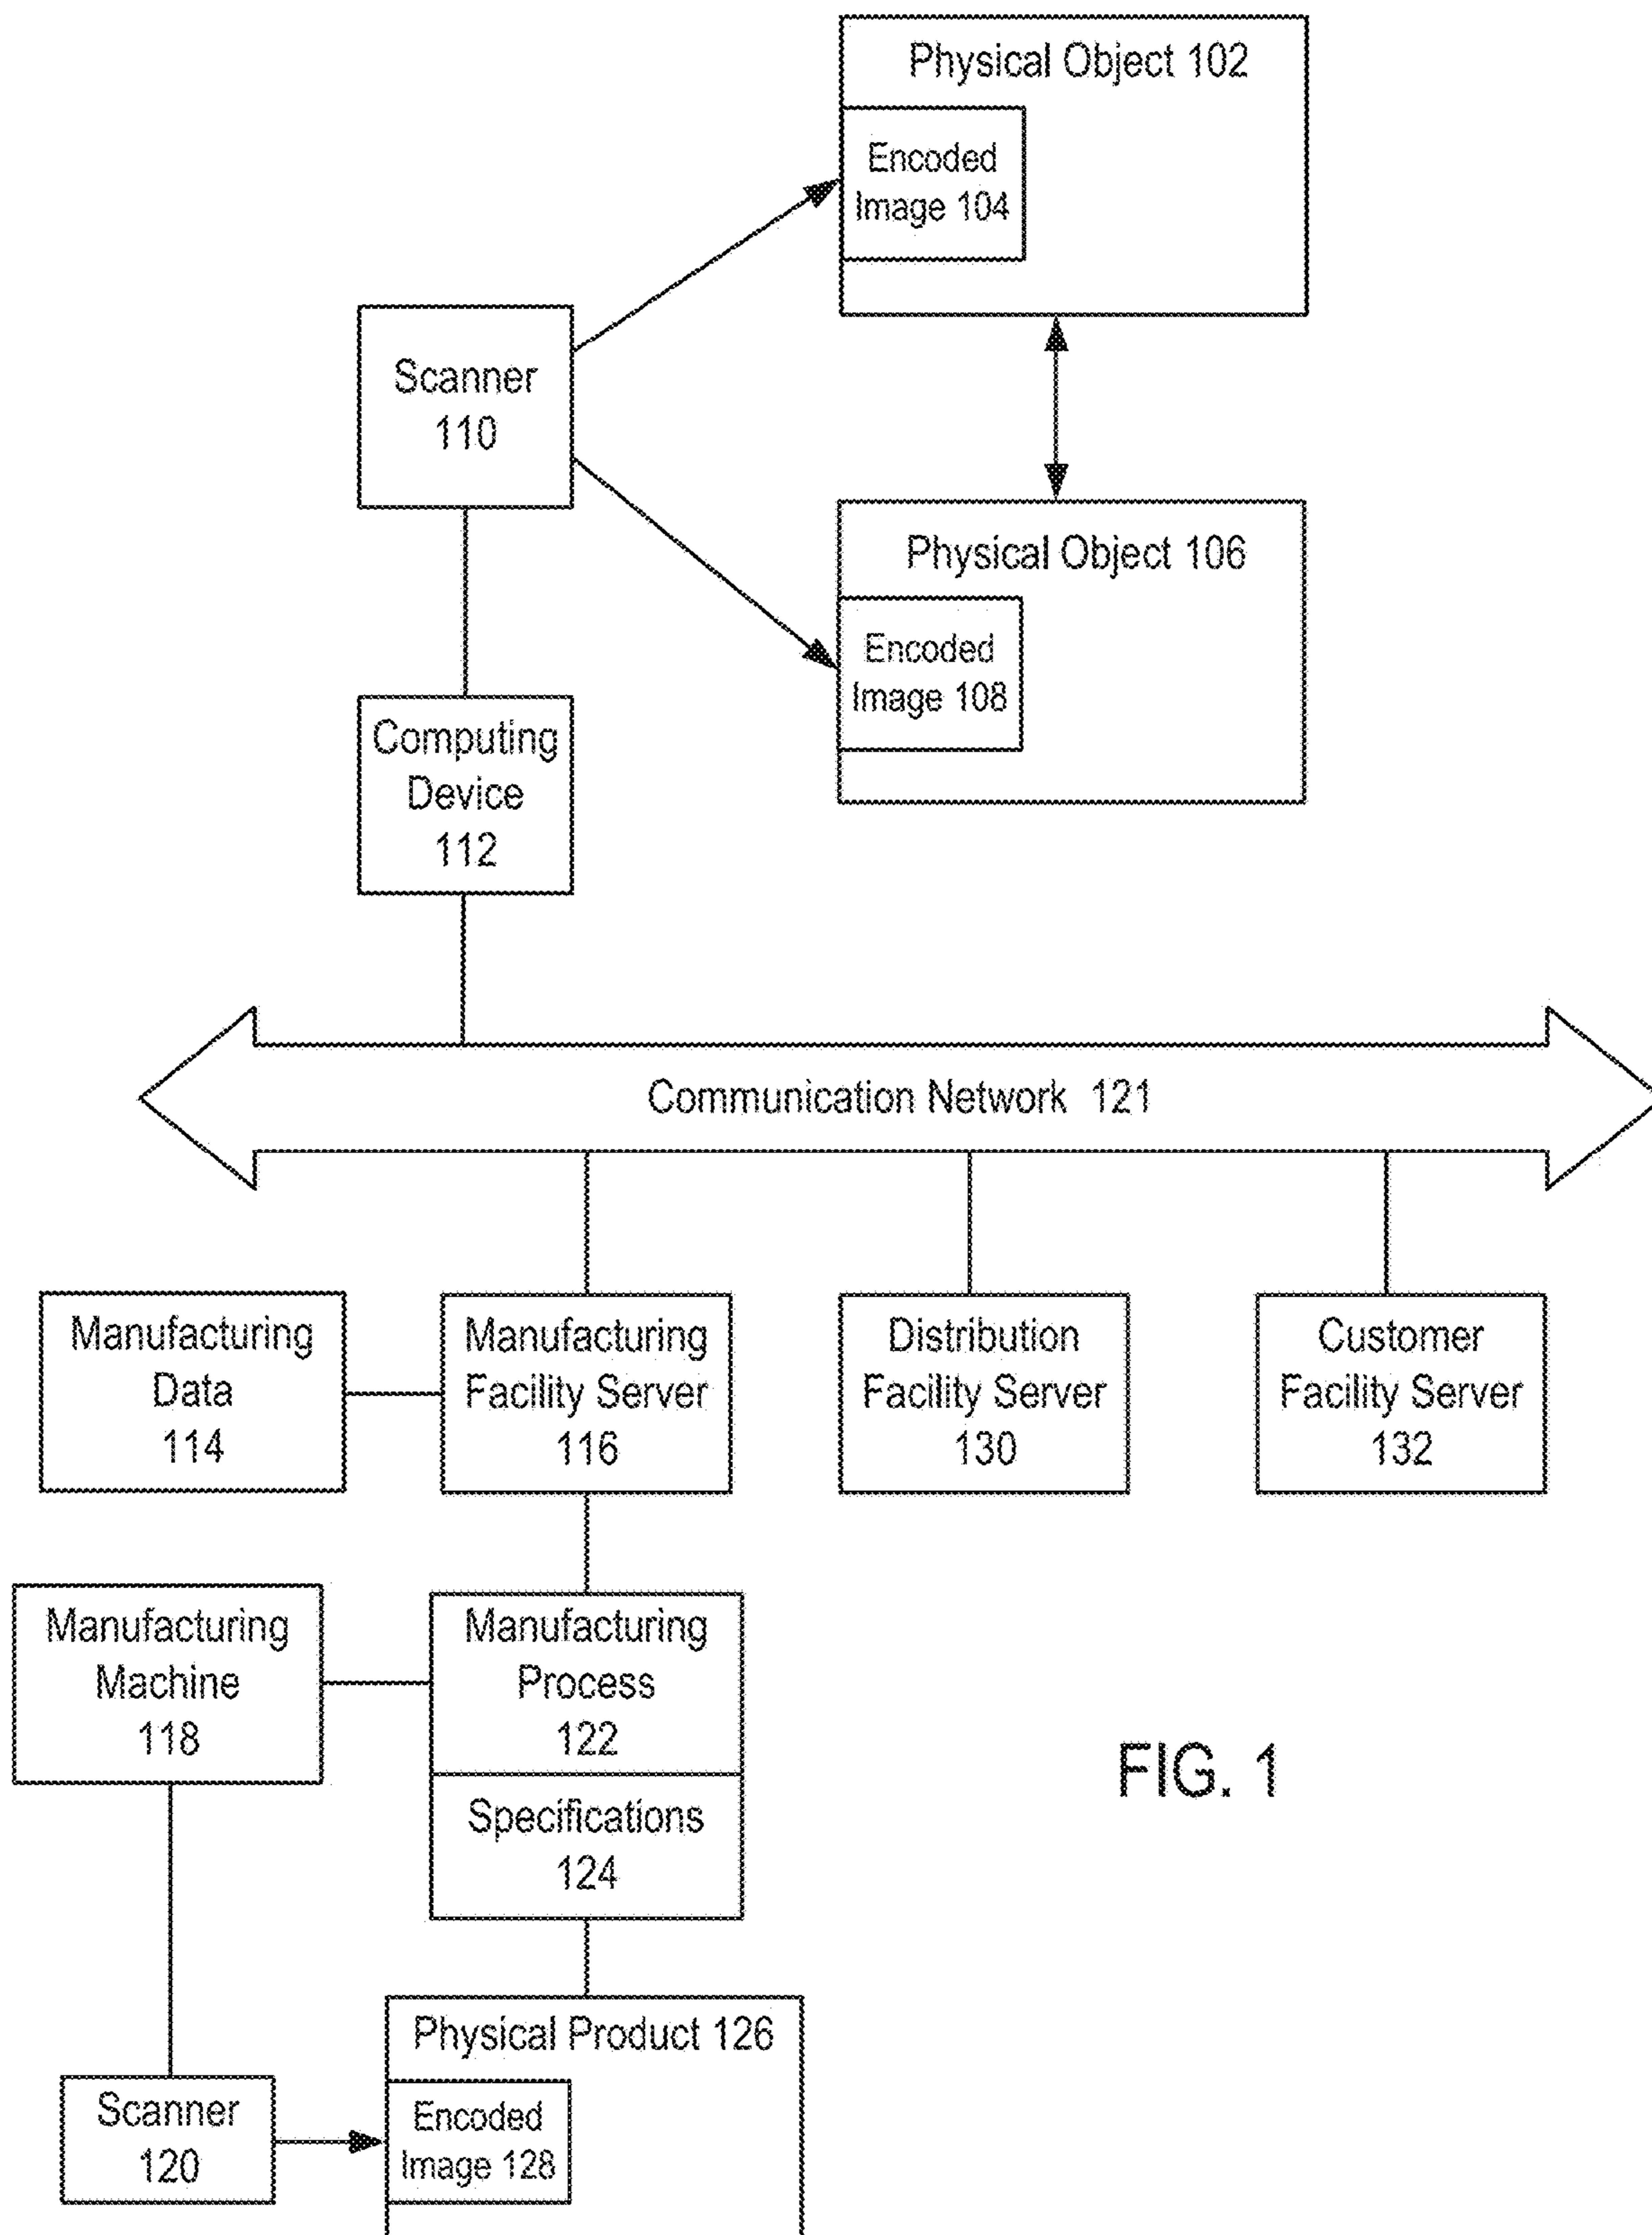 Physical Object 102
Encoded
Image 104
Scanner
110
Physical Object 106
Encoded
Image 108
Computing
Device
112
Communication Network 121
Manufacturing
Data
114
Manufacturing
Facility Server
116
Distribution
Facility Server
130
Customer
Facility Server
132
Manufacturing
Machine
118
Manufacturing
Process
122
Specifications
124
FIG. 1
Physical Product 126
Encoded
Image 128
Scanner
120